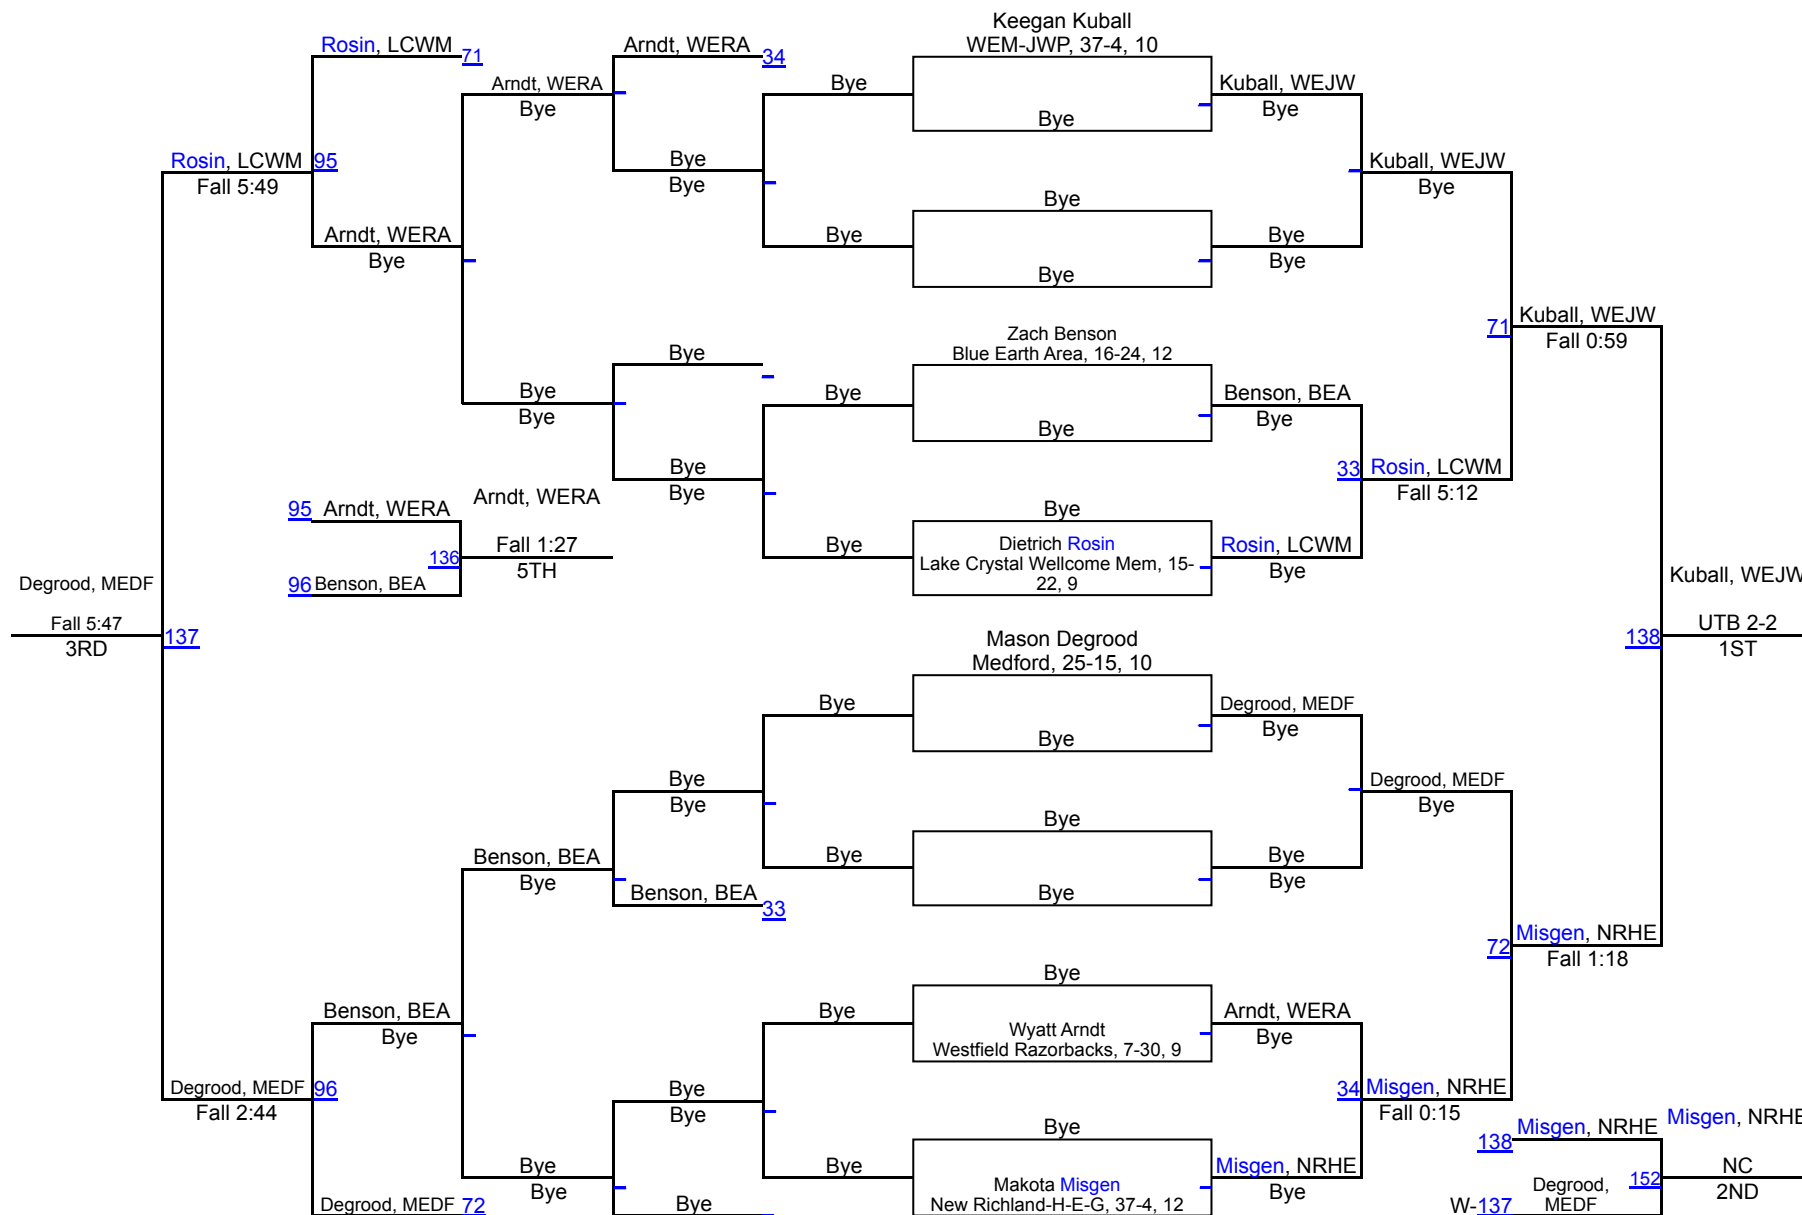 Keegan Kuball
WEM-JWP, 37-4, 10
Rosin, LCWM
71
Arndt, WERA
34
Arndt, WERA
Bye
Bye
Kuball, WEJW
Bye
Bye
Rosin, LCWM
95
Fall 5:49
Bye
Bye
Kuball, WEJW
Bye
Bye
Arndt, WERA
Bye
Bye
Bye
Bye
Bye
Kuball, WEJW
71
Fall 0:59
Zach Benson
Blue Earth Area, 16-24, 12
Bye
Bye
Bye
Bye
Benson, BEA
Bye
Bye
Bye
Bye
33
Rosin, LCWM
Fall 5:12
Arndt, WERA
95
Arndt, WERA
Bye
136
Fall 1:27
5TH
Bye
Dietrich Rosin
Lake Crystal Wellcome Mem, 15-
22, 9
Rosin, LCWM
Bye
96
Benson, BEA
Degrood, MEDF
Fall 5:47
3RD
137
Kuball, WEJW
138
UTB 2-2
1ST
Mason Degrood
Medford, 25-15, 10
Bye
Bye
Degrood, MEDF
Bye
Bye
Bye
Degrood, MEDF
Bye
Bye
Benson, BEA
Bye
Bye
Bye
Bye
Bye
Benson, BEA
33
72
Misgen, NRHE
Fall 1:18
Bye
Benson, BEA
Bye
Bye
Wyatt Arndt
Westfield Razorbacks, 7-30, 9
Arndt, WERA
Bye
Degrood, MEDF
96
Fall 2:44
Bye
Bye
34
Misgen, NRHE
Fall 0:15
Bye
138
Misgen, NRHE
Misgen, NRHE
Bye
Bye
Bye
Makota Misgen
New Richland-H-E-G, 37-4, 12
Misgen, NRHE
Bye
152
NC
2ND
Degrood, MEDF
72
Bye
W-137
Degrood,
MEDF